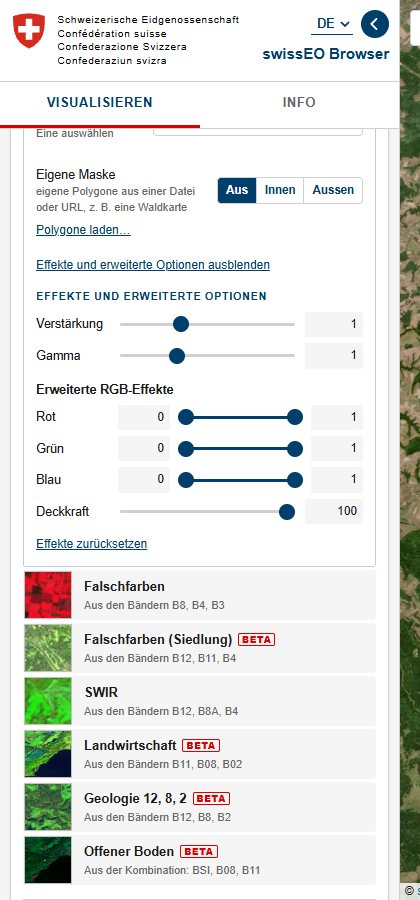 Schweizerische Eidgenossenschaft
Confédération suisse
Confederazione Svizzera
Confederaziun svizra
DE
swissEO Browser
VISUALISIEREN
INFO
Eine auswählen
Eigene Maske
eigene Polygone aus einer Datei
oder URL, z. B. eine Waldkarte
Aus Innen Aussen
Polygone laden...
Effekte und erweiterte Optionen ausblenden
EFFEKTE UND ERWEITERTE OPTIONEN
Verstärkung 1
Gamma 1
Erweiterte RGB-Effekte
Rot 0 1
Grün 0 1
Blau 0 1
Deckkraft 100
Effekte zurücksetzen
Falschfarben
Aus den Bändern B8, B4, B3
Falschfarben (Siedlung) BETA
Aus den Bändern B12, B11, B4
SWIR
Aus den Bändern B12, B8A, B4
Landwirtschaft BETA
Aus den Bändern B11, B08, B02
Geologie 12, 8, 2 BETA
Aus den Bändern B12, B8, B2
Offener Boden BETA
Aus der Kombination: BSI, B08, B11
©